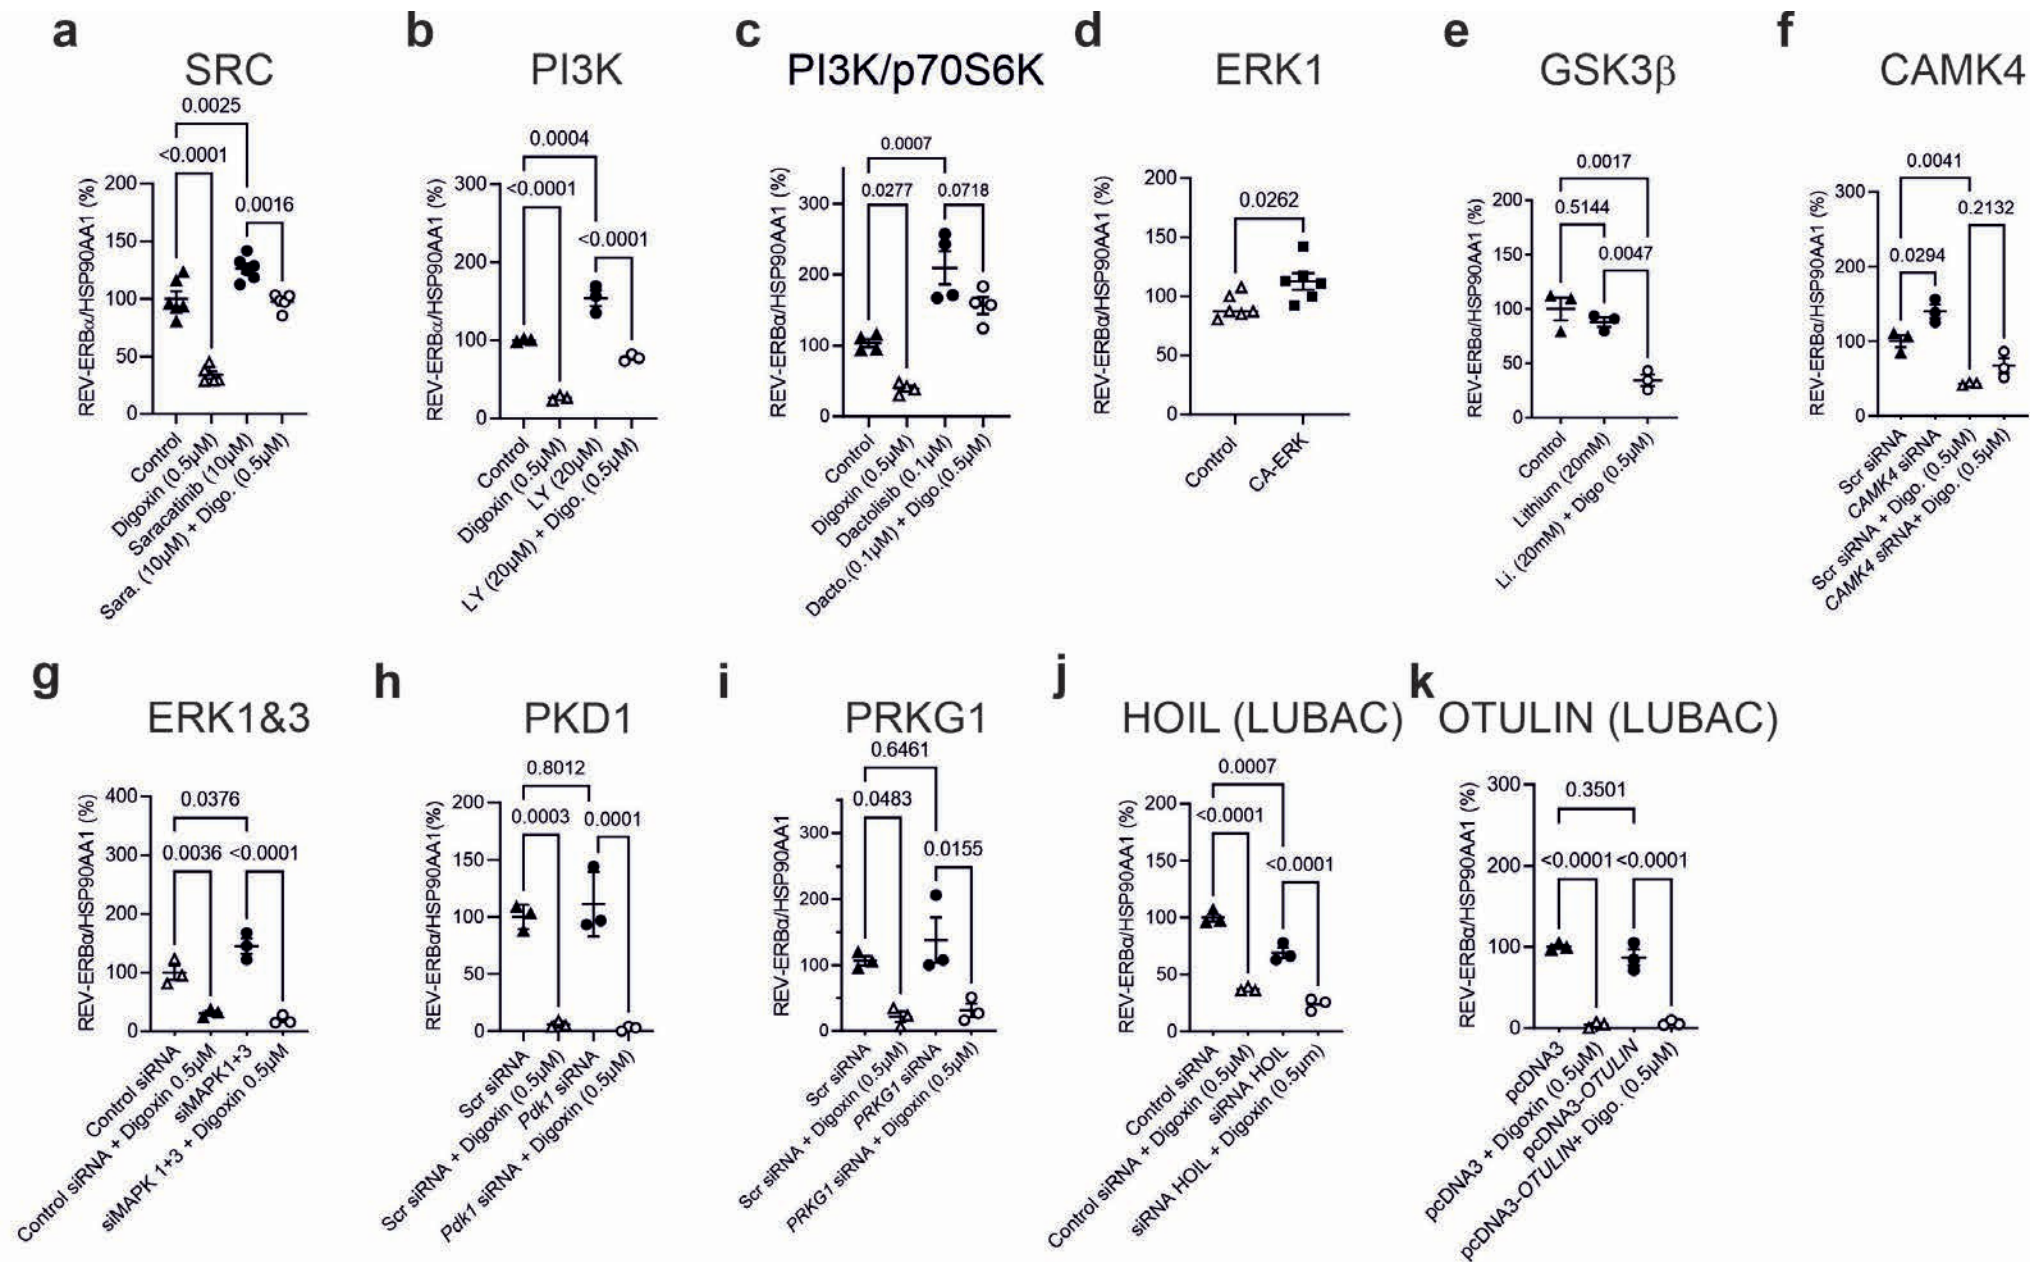 a
SRC
0.0025
<0.0001
0.0016
REV-ERBα/HSP90AA1 (%)
200
150
100
50
0
Control
Digoxin (0.5µM)
Saracatinib (10µM)
Sara. (10µM) + Digo. (0.5µM)
b
PI3K
0.0004
<0.0001
<0.0001
REV-ERBα/HSP90AA1 (%)
300
200
100
0
Control
Digoxin (0.5µM)
LY (20µM)
LY (20µM) + Digo. (0.5µM)
c
PI3K/p70S6K
0.0007
0.0277
0.0718
REV-ERBα/HSP90AA1 (%)
300
200
100
0
Control
Digoxin (0.5µM)
Dactolisib (0.1µM)
Dacto.(0.1µM) + Digo.(0.5µM)
d
ERK1
0.0262
REV-ERBα/HSP90AA1 (%)
200
150
100
50
0
Control
CA-ERK
e
GSK3β
0.0017
0.5144
0.0047
REV-ERBα/HSP90AA1 (%)
200
150
100
50
0
Control
Lithium (20mM)
Li. (20mM) + Digo (0.5µM)
f
CAMK4
0.0041
0.2132
0.0294
REV-ERBα/HSP90AA1 (%)
300
200
100
0
Scr siRNA
CAMK4 siRNA
Scr siRNA + Digo. (0.5µM)
CAMK4 siRNA+ Digo. (0.5µM)
g
ERK1&3
0.0376
0.0036
<0.0001
REV-ERBα/HSP90AA1 (%)
400
300
200
100
0
Control siRNA
Control siRNA + Digoxin 0.5µM
siMAPK1+3
siMAPK 1+3 + Digoxin 0.5µM
h
PKD1
0.8012
0.0003
0.0001
REV-ERBα/HSP90AA1 (%)
200
150
100
50
0
Scr siRNA
Scr siRNA + Digoxin (0.5µM)
Pdk1 siRNA
Pdk1 siRNA + Digoxin (0.5µM)
i
PRKG1
0.6461
0.0483
0.0155
REV-ERBα/HSP90A1
300
200
100
0
Scr siRNA
Scr siRNA + Digoxin (0.5µM)
PRKG1 siRNA
PRKG1 siRNA + Digoxin (0.5µM)
j
HOIL (LUBAC)
0.0007
<0.0001
<0.0001
REV-ERBα/HSP90AA1 (%)
200
150
100
50
0
Control siRNA
Control siRNA + Digoxin (0.5µM)
siRNA HOIL
siRNA HOIL + Digoxin (0.5µm)
k
OTULIN (LUBAC)
0.3501
<0.0001
<0.0001
REV-ERBα/HSP90AA1 (%)
300
200
100
0
pcDNA3
pcDNA3 + Digoxin (0.5µM)
pcDNA3-OTULIN
pcDNA3-OTULIN+ Digo. (0.5µM)